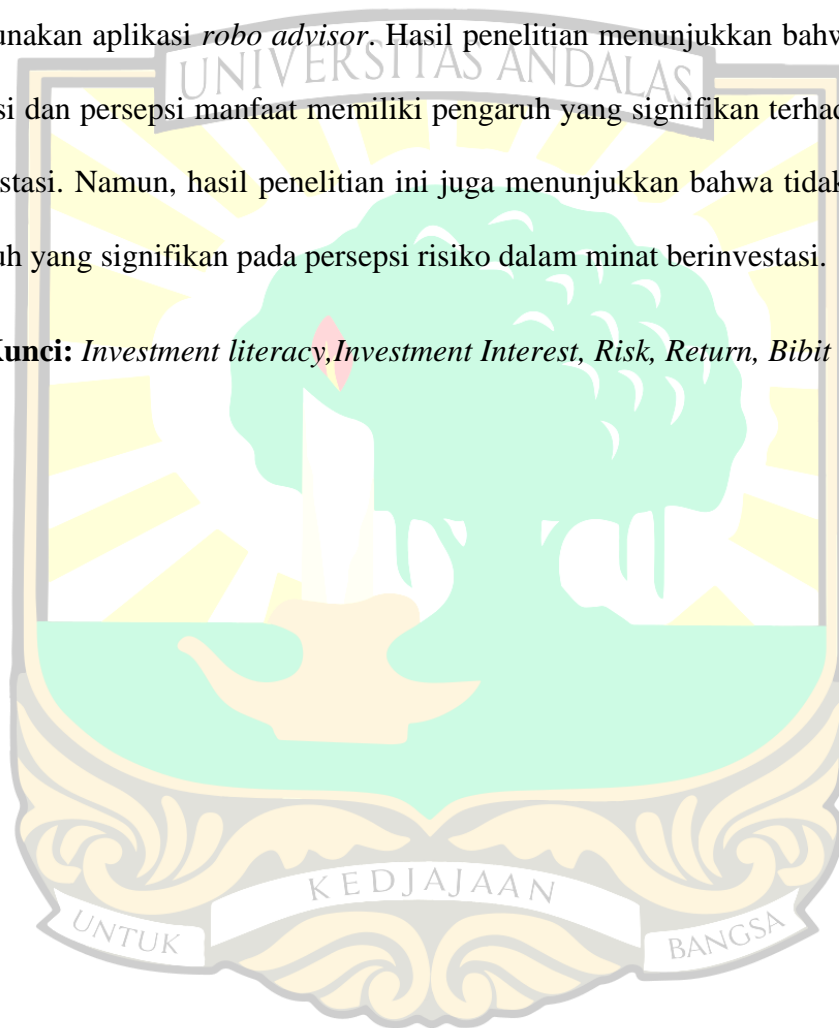 unakan aplikasi robo advisor. Hasil penelitian menunjukkan bahw
UNIVERSITAS ANDALAS
si dan persepsi manfaat memiliki pengaruh yang signifikan terhad
stasi. Namun, hasil penelitian ini juga menunjukkan bahwa tidak
uh yang signifikan pada persepsi risiko dalam minat berinvestasi.
Kunci: Investment literacy,Investment Interest, Risk, Return, Bibit
KEDJAJAAN
UNTUK
BANGSA